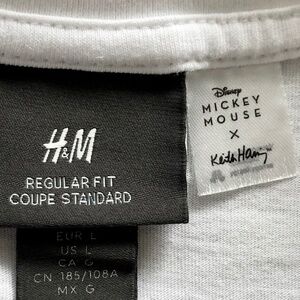 H&M
REGULAR FIT
COUPE STANDARD
EUR L
US L
CA G
CN 185/108A
MX G
Disney
MICKEY
MOUSE
X
Keith Haring